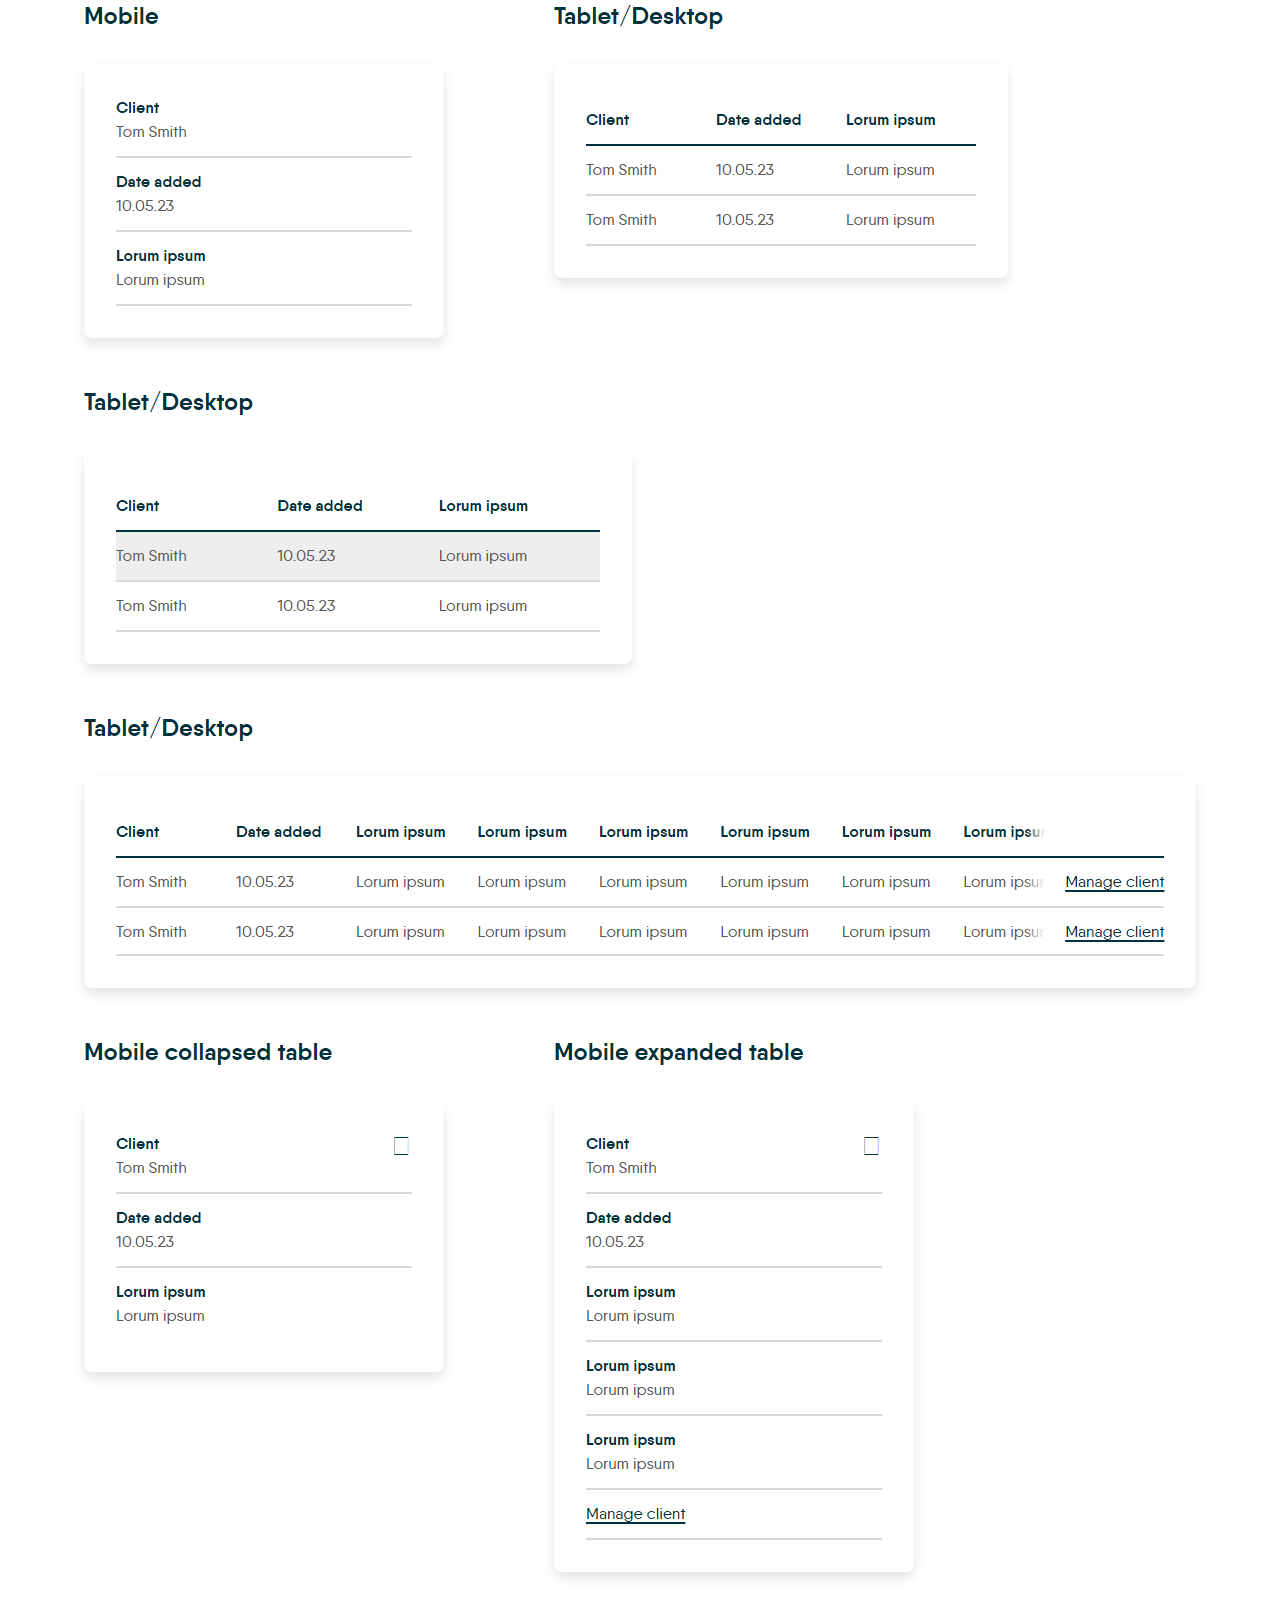 Mobile
Client
Tom Smith
Date added
10.05.23
Lorum ipsum
Lorum ipsum
Tablet/Desktop
Client Date added Lorum ipsum
Tom Smith 10.05.23 Lorum ipsum
Tom Smith 10.05.23 Lorum ipsum
Tablet/Desktop
Client Date added Lorum ipsum
Tom Smith 10.05.23 Lorum ipsum
Tom Smith 10.05.23 Lorum ipsum
Tablet/Desktop
Client Date added Lorum ipsum Lorum ipsum Lorum ipsum Lorum ipsum Lorum ipsum Lorum ipsu
Tom Smith 10.05.23 Lorum ipsum Lorum ipsum Lorum ipsum Lorum ipsum Lorum ipsum Lorum ipsu Manage client
Tom Smith 10.05.23 Lorum ipsum Lorum ipsum Lorum ipsum Lorum ipsum Lorum ipsum Lorum ipsu Manage client
Mobile collapsed table
Client
Tom Smith
Date added
10.05.23
Lorum ipsum
Lorum ipsum
Mobile expanded table
Client
Tom Smith
Date added
10.05.23
Lorum ipsum
Lorum ipsum
Lorum ipsum
Lorum ipsum
Lorum ipsum
Lorum ipsum
Manage client